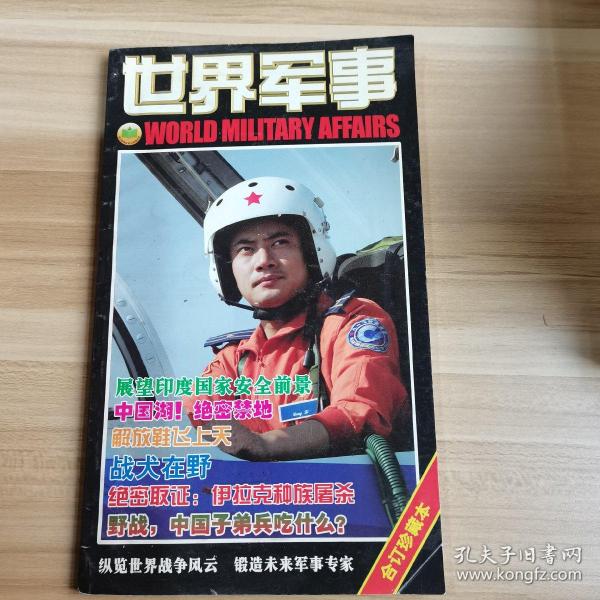 世界军事
WORLD MILITARY AFFAIRS
展望印度国家安全前景
中国湖！绝密禁地
解放鞋飞上天
战犬在野
绝密取证：伊拉克种族屠杀
野战，中国子弟兵吃什么？
珍藏合订
纵览世界战争风云 锻造未来军事专家
孔夫子旧书网
www.kongfz.com